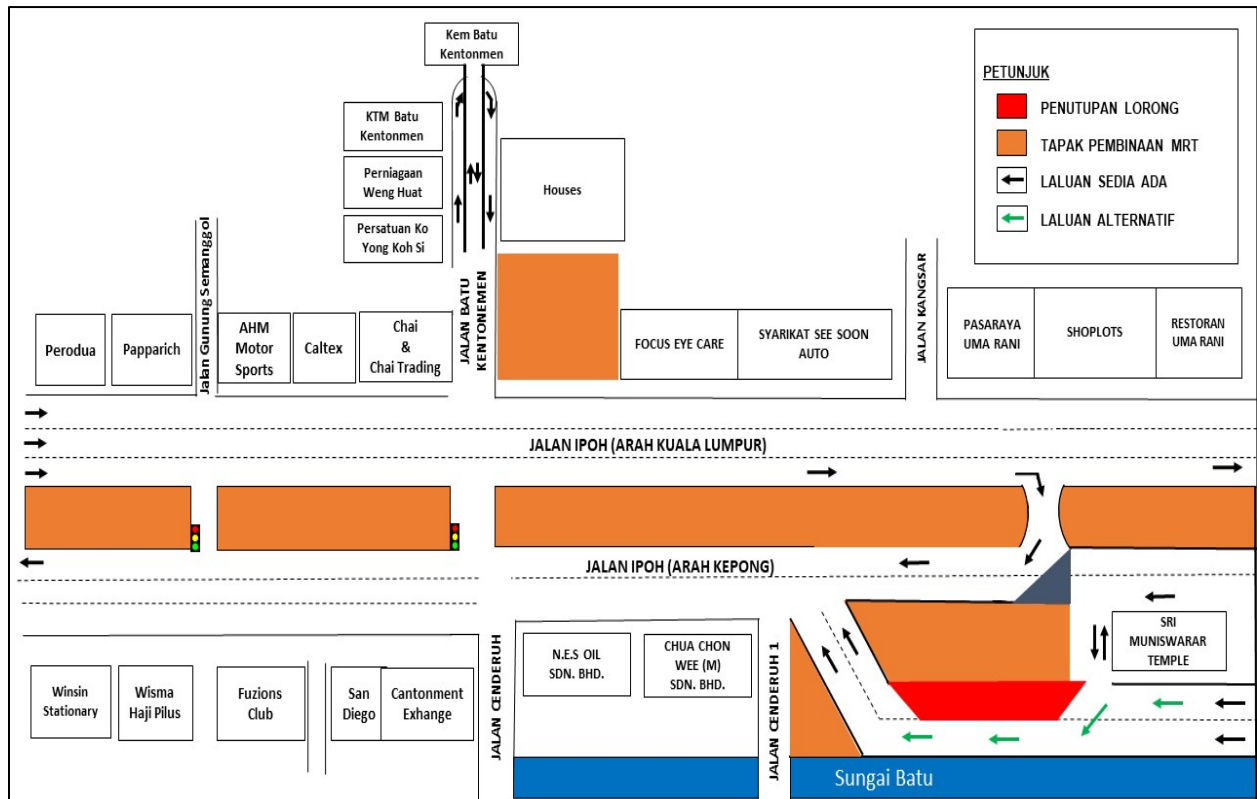 Kem Batu
Kentonmen
PETUNJUK
PENUTUPAN LORONG
TAPAK PEMBINAAN MRT
LALUAN SEDIA ADA
LALUAN ALTERNATIF
KTM Batu
Kentonmen
Perniagaan
Weng Huat
Persatuan Ko
Yong Koh Si
Houses
Jalan Gunung Semanggol
JALAN BATU
KENTONEMEN
JALAN KANGSAR
Perodua
Papparich
AHM
Motor
Sports
Caltex
Chai
&
Chai Trading
FOCUS EYE CARE
SYARIKAT SEE SOON
AUTO
PASARAYA
UMA RANI
SHOPLOTS
RESTORAN
UMA RANI
JALAN IPOH (ARAH KUALA LUMPUR)
JALAN IPOH (ARAH KEPONG)
Winsin
Stationary
Wisma
Haji Pilus
Fuzions
Club
San
Diego
Cantonment
Exhange
JALAN CENDERUH
N.E.S OIL
SDN. BHD.
CHUA CHON
WEE (M)
SDN. BHD.
JALAN CENDERUH 1
SRI
MUNISWARAR
TEMPLE
Sungai Batu